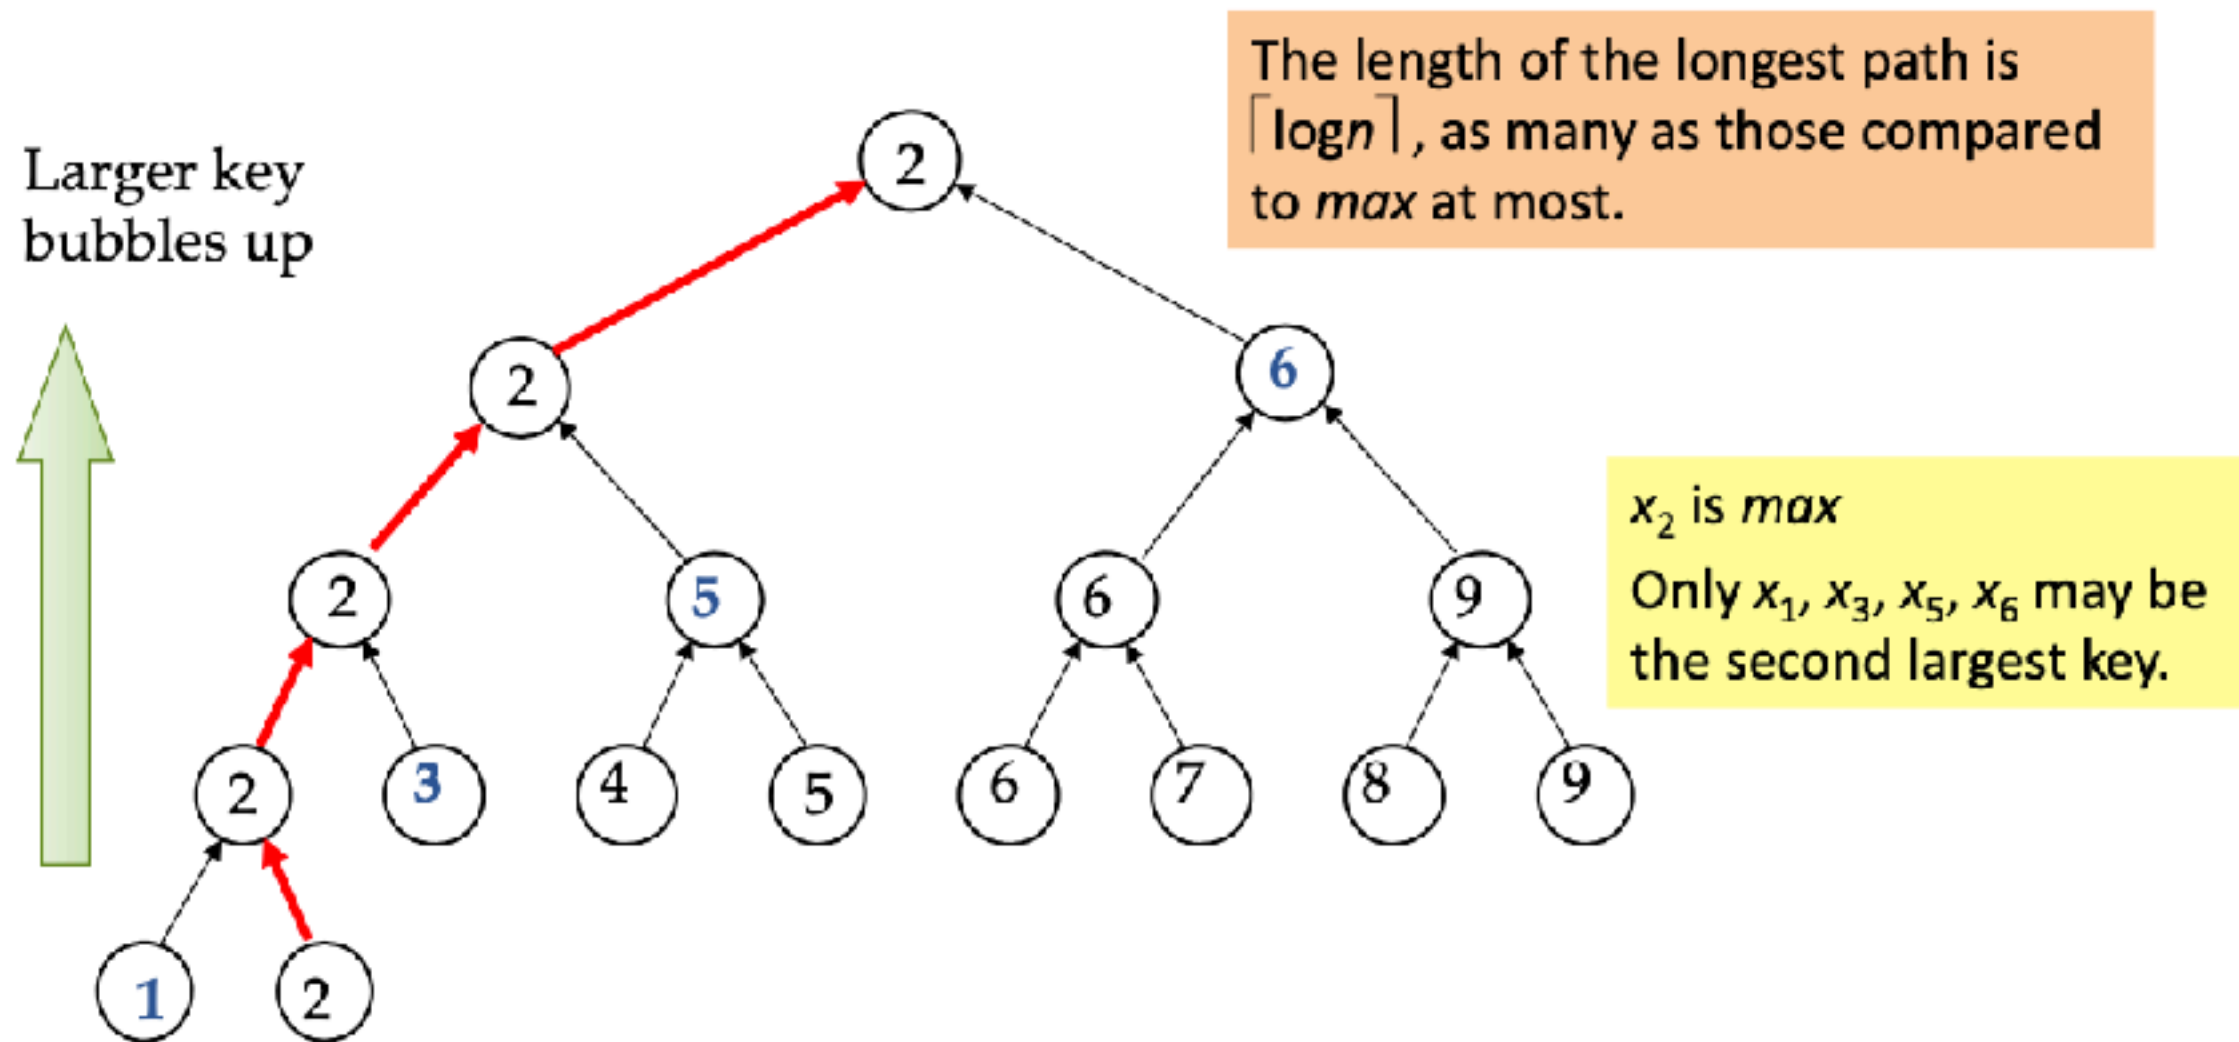 The length of the longest path is
⌈logn⌉, as many as those compared
to max at most.
Larger key
bubbles up
2
2
6
x₂ is max
Only x₁, x₃, x₅, x₆ may be
the second largest key.
2
5
6
9
2
3
4
5
6
7
8
9
1
2